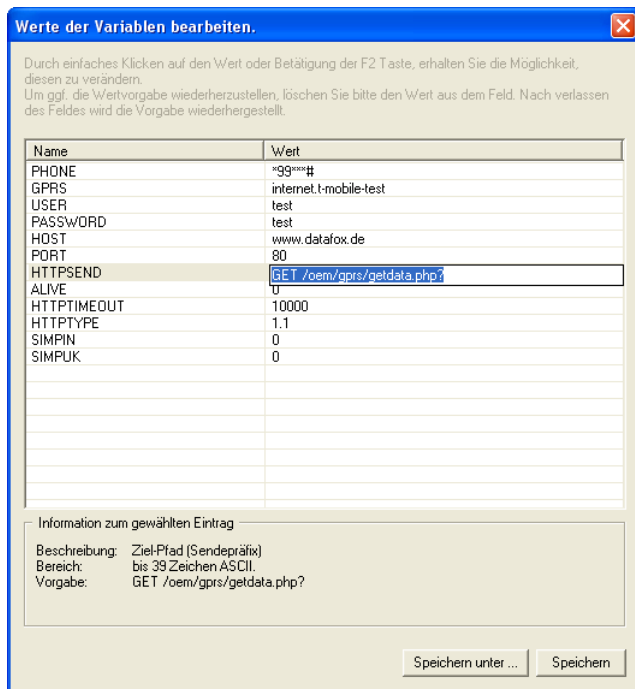 Werte der Variablen bearbeiten.
Durch einfaches Klicken auf den Wert oder Betätigung der F2 Taste, erhalten Sie die Möglichkeit,
diesen zu verändern.
Um ggf. die Wertvorgabe wiederherzustellen, löschen Sie bitte den Wert aus dem Feld. Nach verlassen
des Feldes wird die Vorgabe wiederhergestellt.
Name Wert
PHONE *99***#
GPRS internet.t-mobile-test
USER test
PASSWORD test
HOST www.datafox.de
PORT 80
HTTPSEND GET /oem/gprs/getdata.php?
ALIVE 0
HTTPTIMEOUT 10000
HTTPTYPE 1.1
SIMPIN 0
SIMPUK 0
Information zum gewählten Eintrag
Beschreibung: Ziel-Pfad (Sendepräfix)
Bereich: bis 39 Zeichen ASCII.
Vorgabe: GET /oem/gprs/getdata.php?
Speichern unter ... Speichern